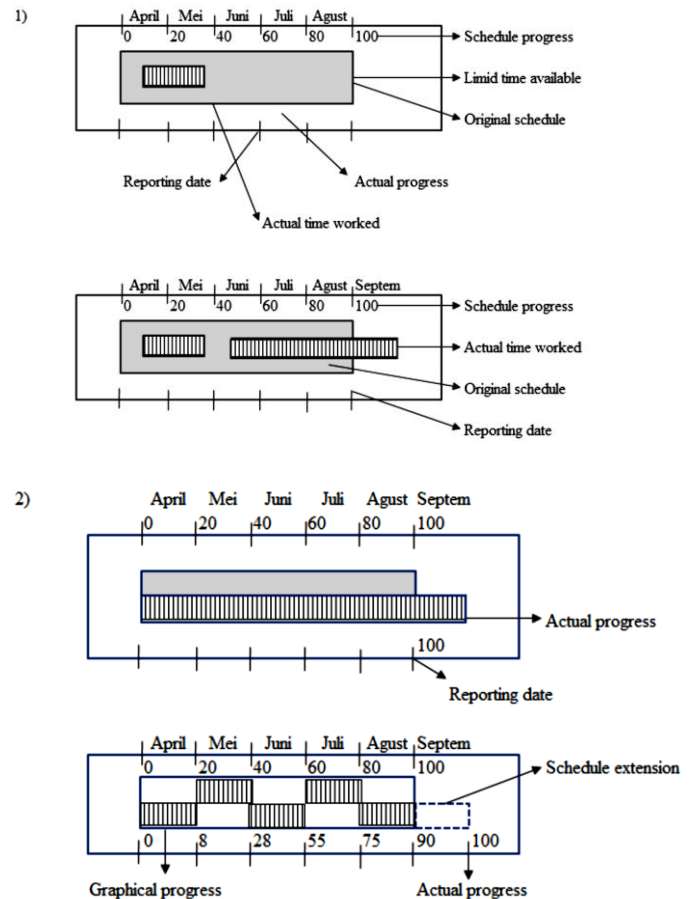 1)
April Mei Juni Juli Agust
0 20 40 60 80 100 Schedule progress
Limid time available
Original schedule
Reporting date Actual progress
Actual time worked
April Mei Juni Juli Agust Septem
0 20 40 60 80 100 Schedule progress
Actual time worked
Original schedule
Reporting date
2)
April Mei Juni Juli Agust Septem
0 20 40 60 80 100
Actual progress
100
Reporting date
April Mei Juni Juli Agust Septem
0 20 40 60 80 100 Schedule extension
0 8 28 55 75 90 100
Graphical progress Actual progress